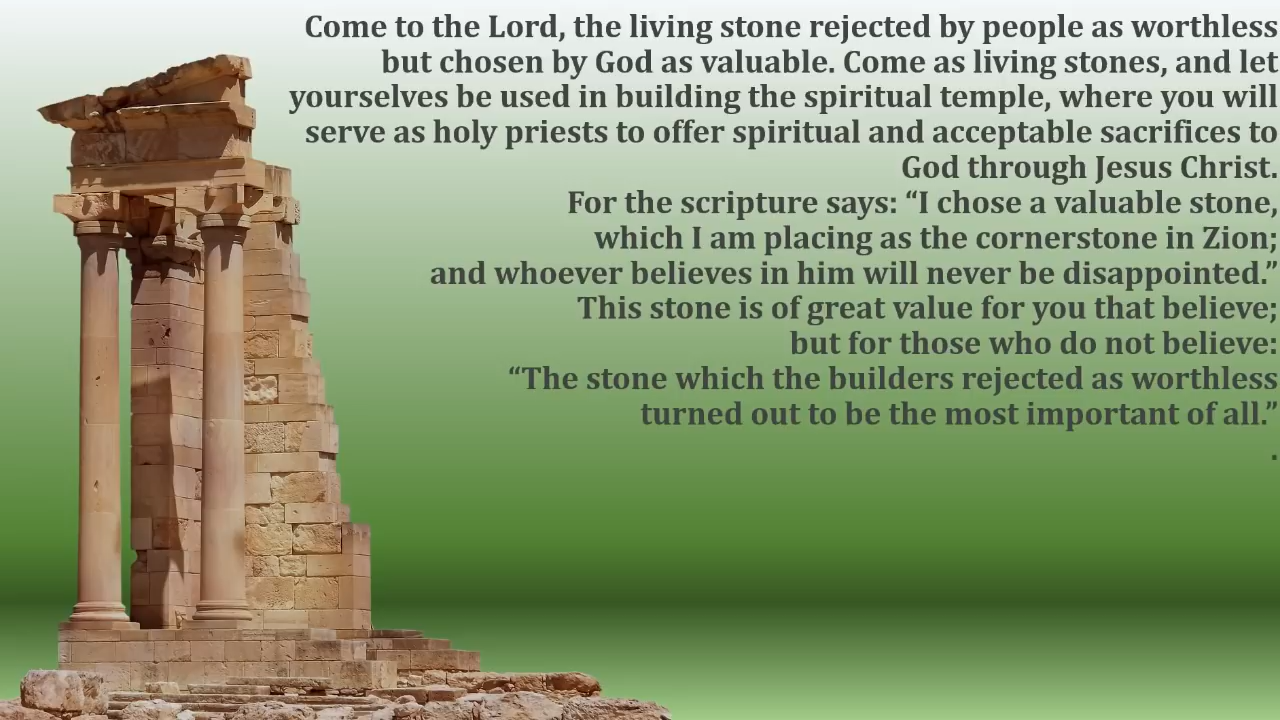 Come to the Lord, the living stone rejected by people as worthless
but chosen by God as valuable. Come as living stones, and let
yourselves be used in building the spiritual temple, where you will
serve as holy priests to offer spiritual and acceptable sacrifices to
God through Jesus Christ.
For the scripture says: “I chose a valuable stone,
which I am placing as the cornerstone in Zion;
and whoever believes in him will never be disappointed.”
This stone is of great value for you that believe;
but for those who do not believe:
“The stone which the builders rejected as worthless
turned out to be the most important of all.”
.